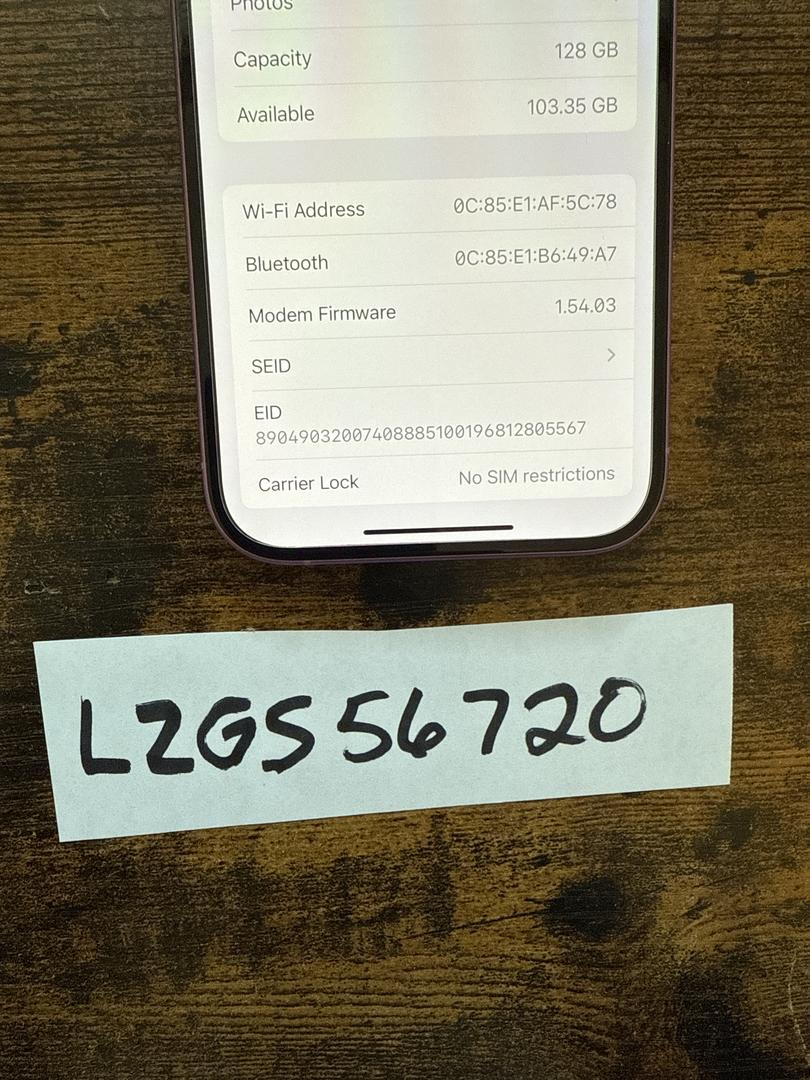 Photos
Capacity 128 GB
Available 103.35 GB
Wi-Fi Address 0C:85:E1:AF:5C:78
Bluetooth 0C:85:E1:B6:49:A7
Modem Firmware 1.54.03
SEID
EID
89049032007408885100196812805567
Carrier Lock No SIM restrictions
LZGS56720